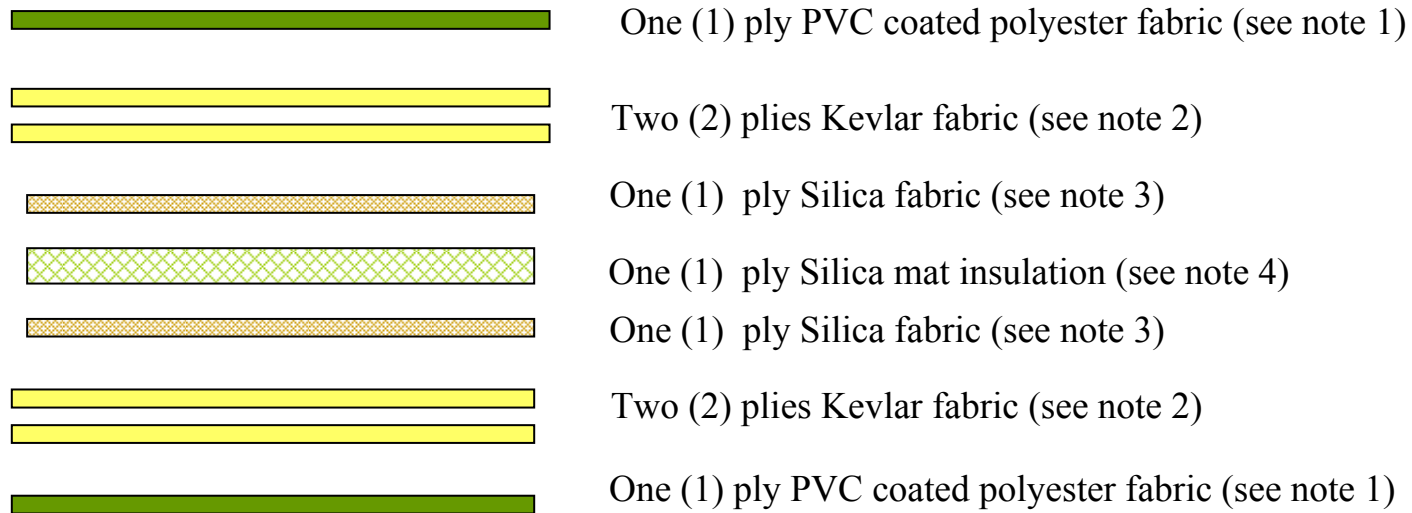 One (1) ply PVC coated polyester fabric (see note 1)
Two (2) plies Kevlar fabric (see note 2)
One (1)  ply Silica fabric (see note 3)
One (1)  ply Silica mat insulation (see note 4)
One (1)  ply Silica fabric (see note 3)
Two (2) plies Kevlar fabric (see note 2)
One (1) ply PVC coated polyester fabric (see note 1)